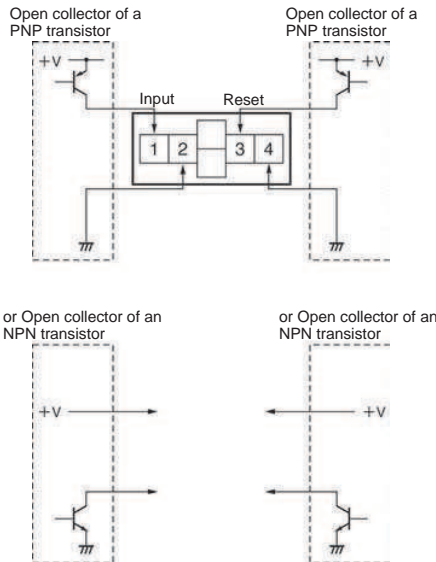 Open collector of a
PNP transistor
Open collector of a
PNP transistor
+V
+V
Input
Reset
1 2 3 4
or Open collector of an
NPN transistor
or Open collector of an
NPN transistor
+V
+V